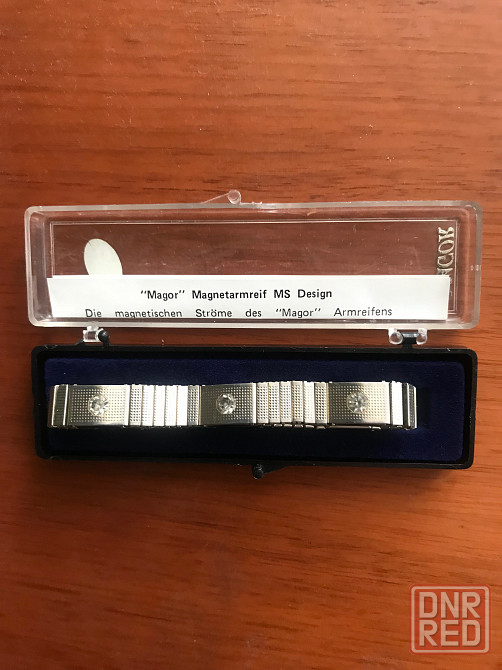 "Magor" Magnetarmreif MS Design
Die magnetischen Ströme des "Magor" Armreifens
DNR
RED